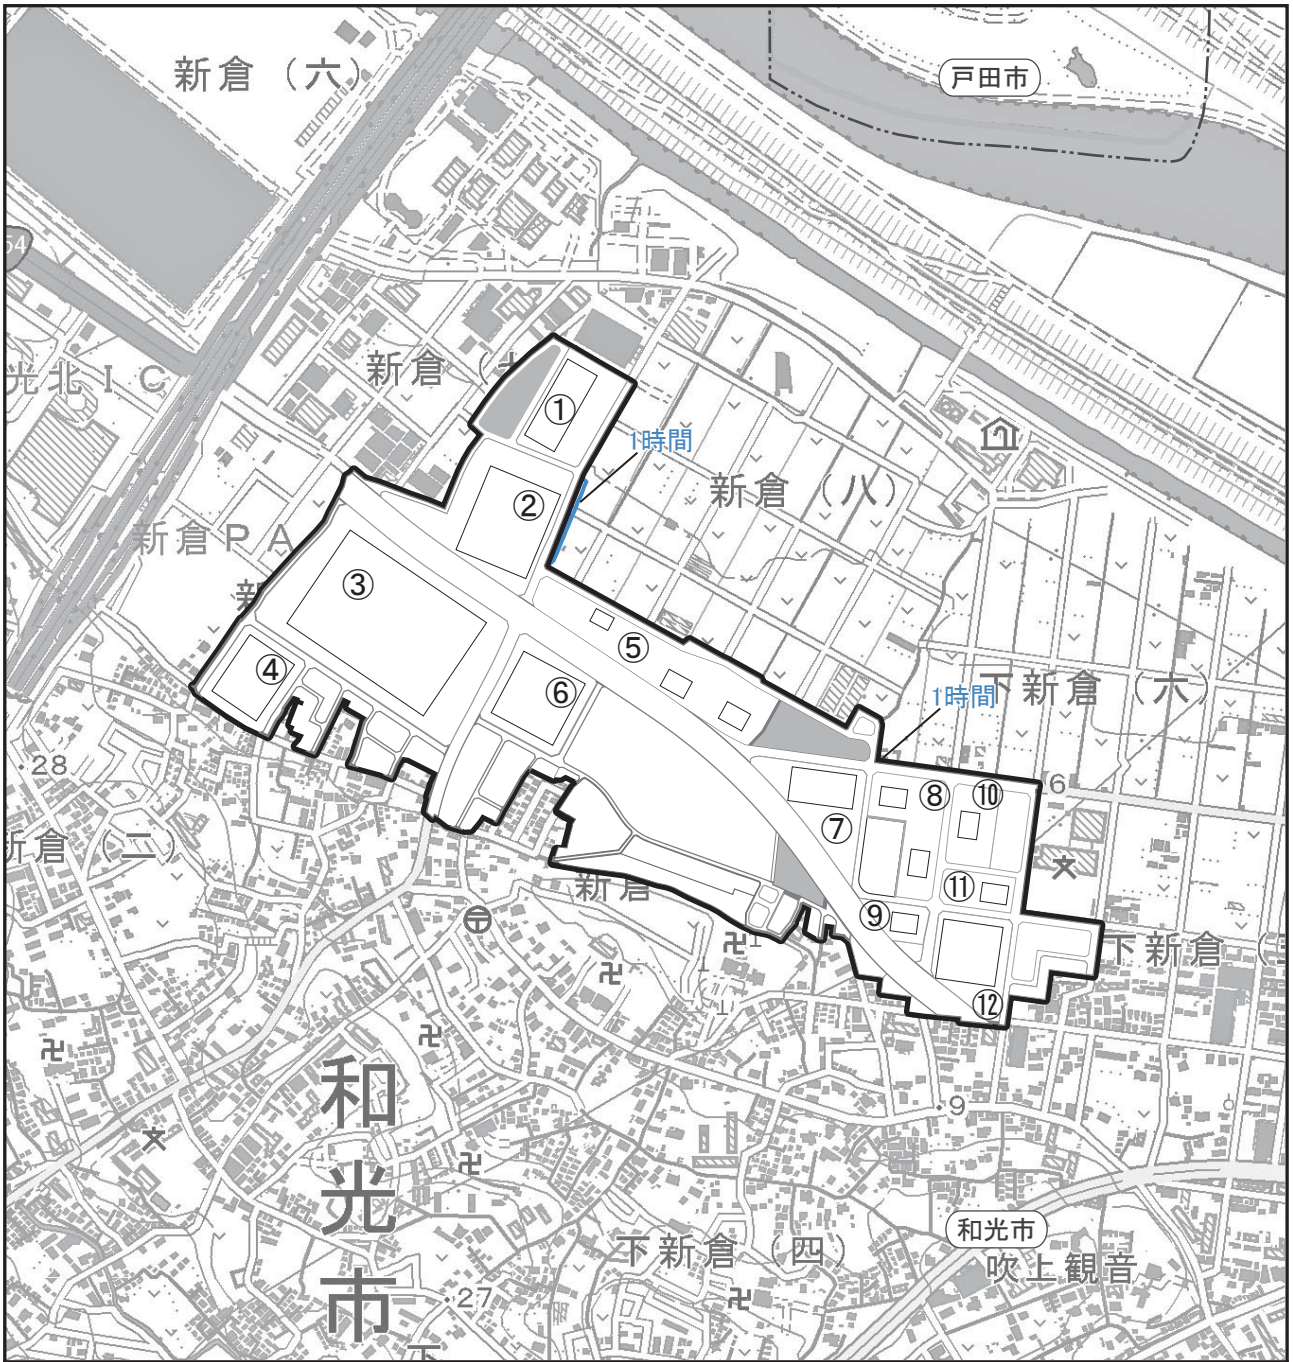 新倉（六）
戸田市
54
光北ＩＣ
新倉
①
1時間
新倉（八）
②
新倉ＰＡ
新
③
④
⑤
⑥
1時間
下新倉（六）
28
6
⑦
⑧
⑩
新倉（二）
⑪
新倉
⑨
下新倉
⑫
和光市
9
和光市
下新倉（四）
吹上観音
27
下